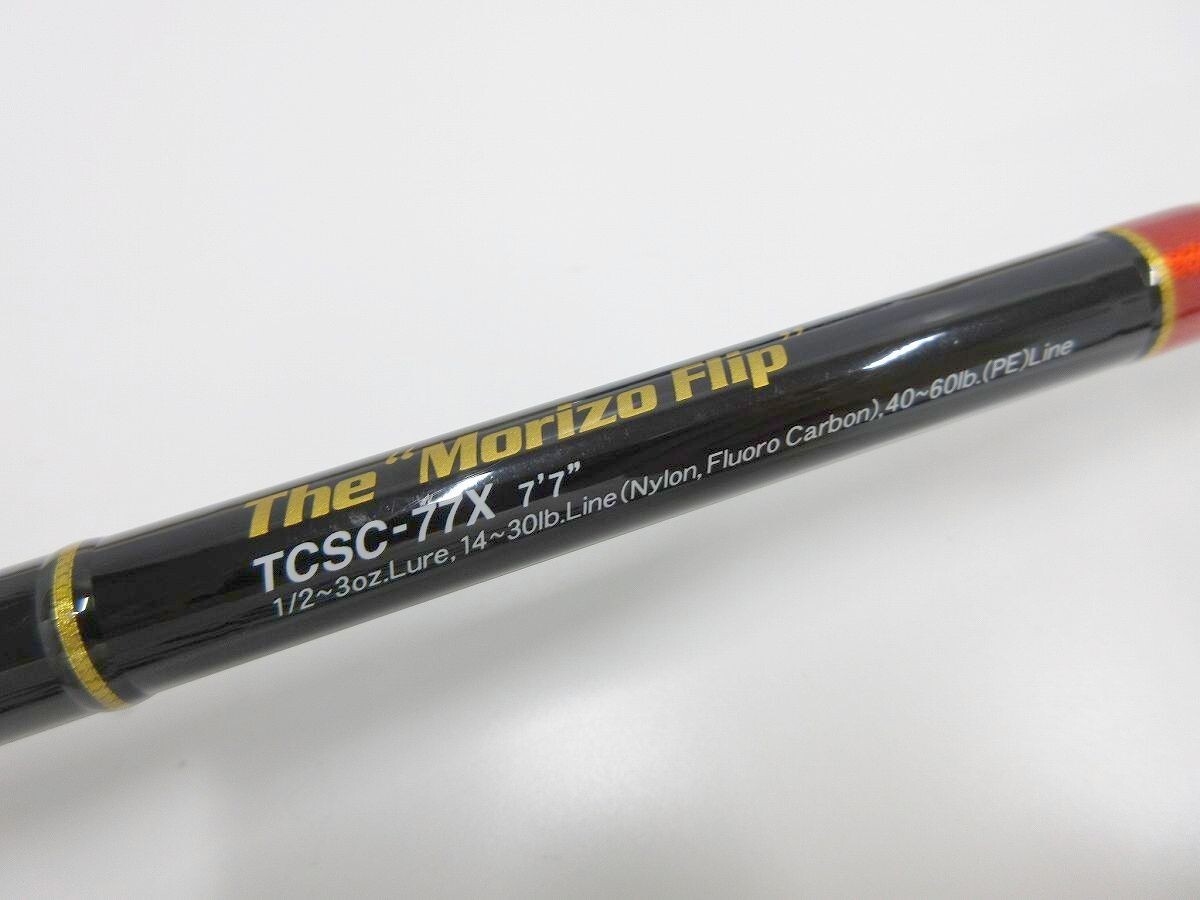 The "Morizo Flip"
TCSC-77X 7'7"
1/2~3oz.Lure, 14~30lb.Line (Nylon, Fluoro Carbon), 40~60lb.(PE)Line